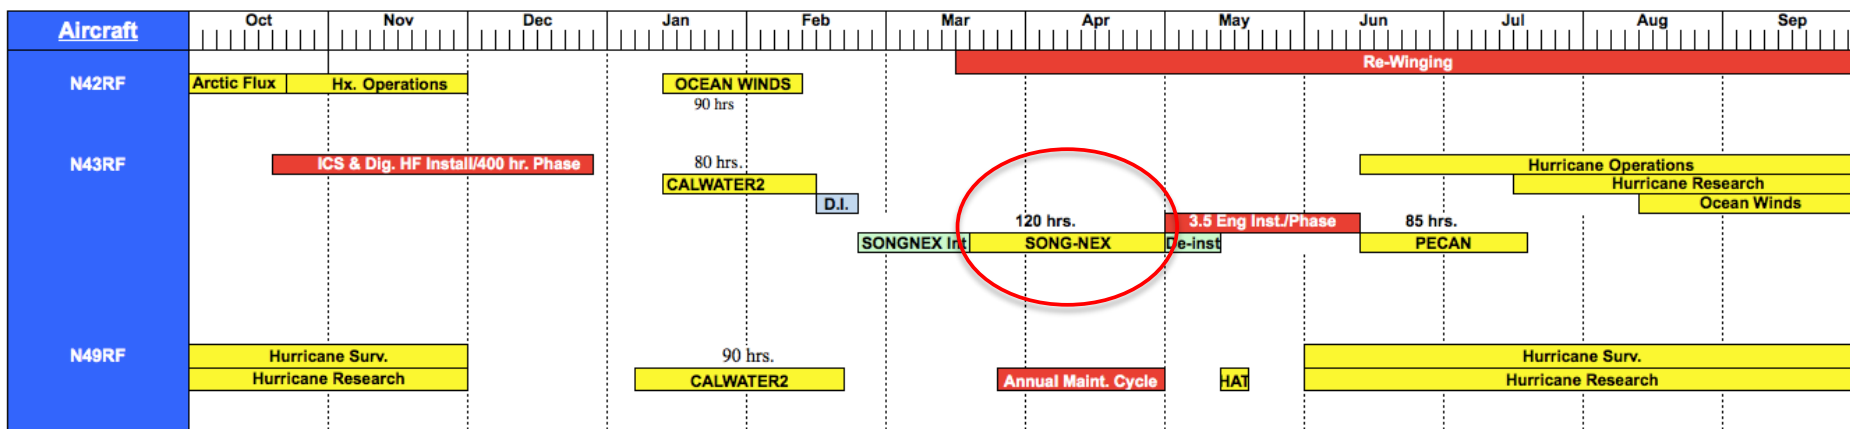 Aircraft Oct Nov Dec Jan Feb Mar Apr May Jun Jul Aug Sep
Re-Winging
N42RF Arctic Flux Hx. Operations OCEAN WINDS
90 hrs
N43RF ICS & Dig. HF Install/400 hr. Phase 80 hrs. Hurricane Operations
CALWATER2 Hurricane Research
D.I. Ocean Winds
120 hrs. 3.5 Eng Inst./Phase 85 hrs.
SONGNEX Int SONG-NEX De-inst PECAN
N49RF Hurricane Surv. 90 hrs. Hurricane Surv.
Hurricane Research CALWATER2 Annual Maint. Cycle HAT Hurricane Research